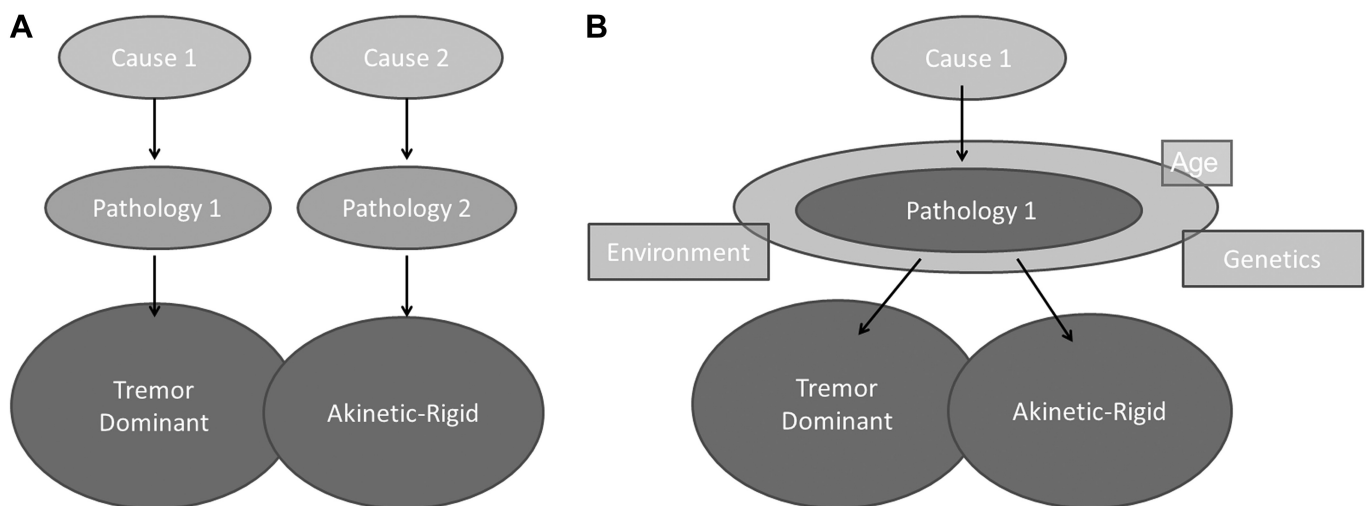 A
Cause 1
Cause 2
Pathology 1
Pathology 2
Tremor
Dominant
Akinetic-Rigid
B
Cause 1
Age
Pathology 1
Environment
Genetics
Tremor
Dominant
Akinetic-Rigid